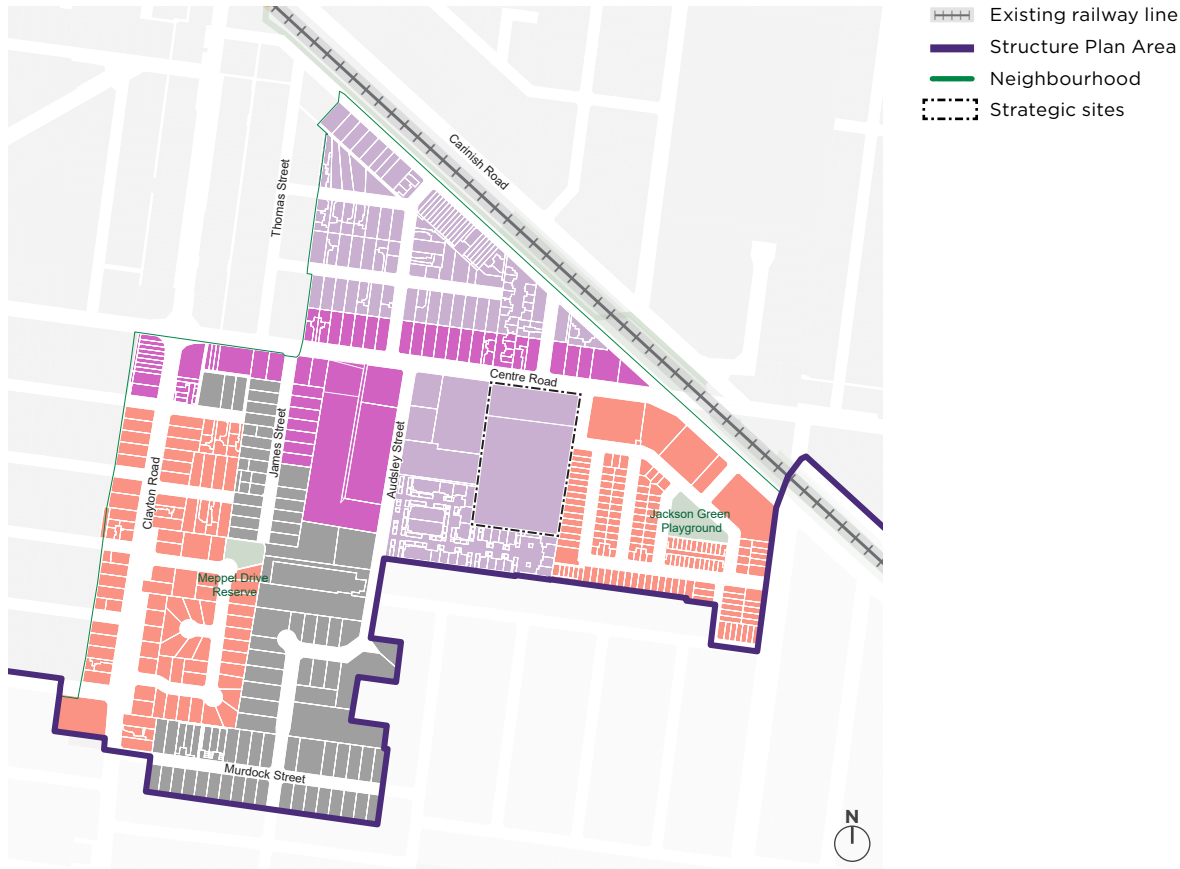 Existing railway line
Structure Plan Area
Neighbourhood
Strategic sites
Carinish Road
Thomas Street
Centre Road
James Street
Audsley Street
Clayton Road
Jackson Green
Playground
Meppel Drive
Reserve
Murdock Street
N